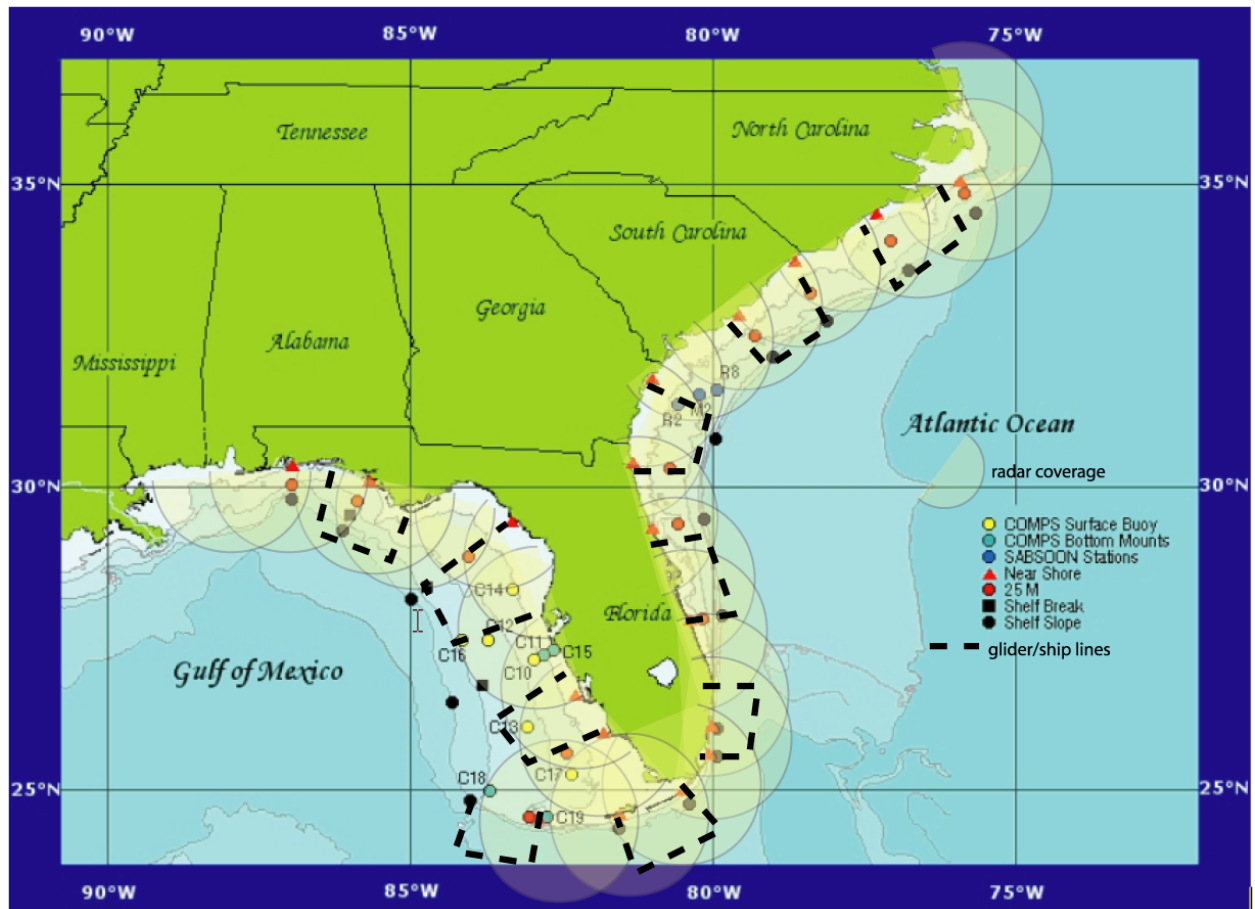 90°W 85°W 80°W 75°W
Tennessee
North Carolina
35°N 35°N
South Carolina
Georgia
Alabama
Mississippi
R8
M2
R2
Atlantic Ocean
radar coverage
30°N 30°N
COMPS Surface Buoy
COMPS Bottom Mounts
SABSOON Stations
Near Shore
25 M
Shelf Break
Shelf Slope
glider/ship lines
C14
Florida
C12
C11
C16
C15
C10
Gulf of Mexico
C13
C17
C18
25°N 25°N
C19
90°W 85°W 80°W 75°W